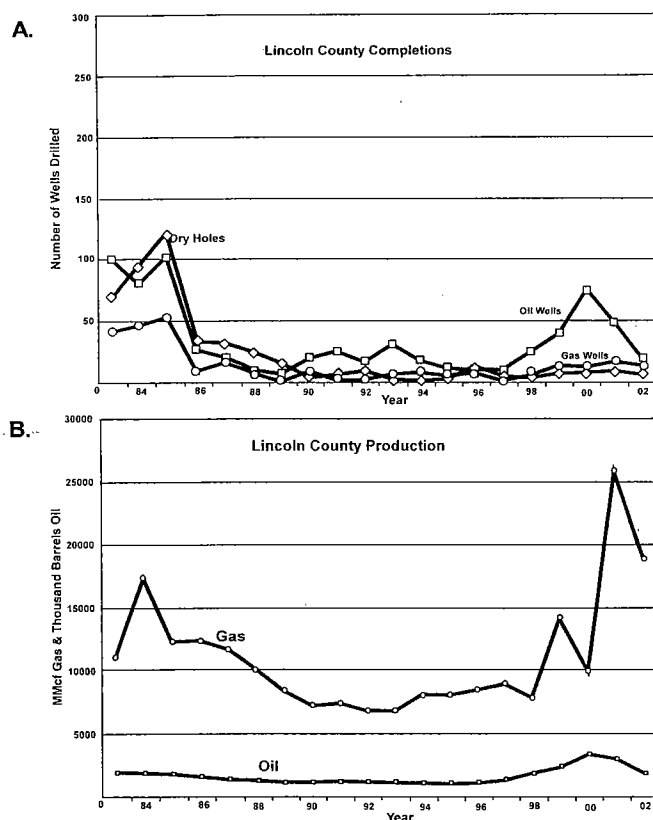 A.
Lincoln County Completions
300
250
200
150
100
50
0
Number of Wells Drilled
Dry Holes
Oil Wells
Gas Wells
84 86 88 90 92 94 96 98 00 02
Year
B.
Lincoln County Production
30000
25000
20000
15000
10000
5000
0
MMcf Gas & Thousand Barrels Oil
Gas
Oil
84 86 88 90 92 94 96 98 00 02
Year